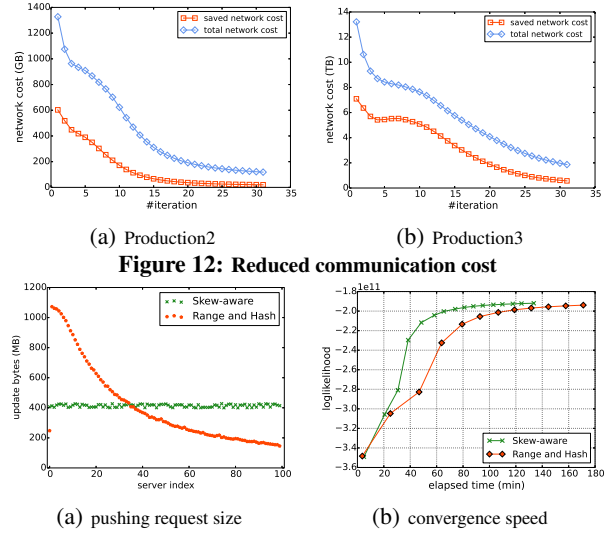 1400
1200
1000
800
600
400
200
0
network cost (GB)
saved network cost
total network cost
0 5 10 15 20 25 30 35
#iteration
(a) Production2
14
12
10
8
6
4
2
0
network cost (TB)
saved network cost
total network cost
0 5 10 15 20 25 30 35
#iteration
(b) Production3
Figure 12: Reduced communication cost
1200
1000
800
600
400
200
0
update bytes (MB)
Skew-aware
Range and Hash
0 20 40 60 80 100
server index
(a) pushing request size
−1.9e11
−2.0
−2.2
−2.4
−2.6
−2.9
−3.1
−3.4
−3.6
loglikelihood
Skew-aware
Range and Hash
0 20 40 60 80 100 120 140 160 180
elapsed time (min)
(b) convergence speed